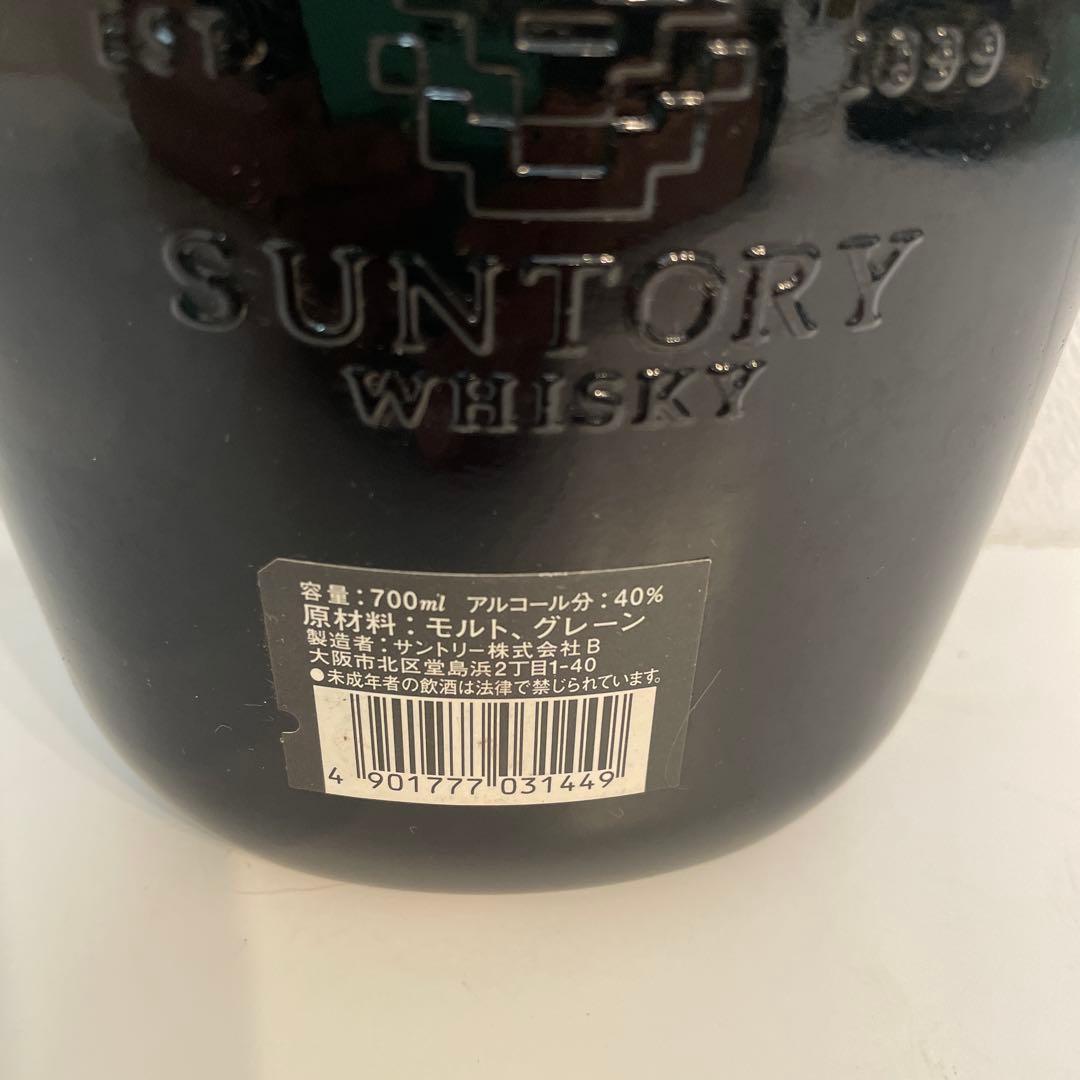 EST. 1899
SUNTORY
WHISKY
容量:700ml アルコール分:40%
原材料:モルト、グレーン
製造者:サントリー株式会社B
大阪市北区堂島浜2丁目1-40
●未成年者の飲酒は法律で禁じられています。
4 901777 031449